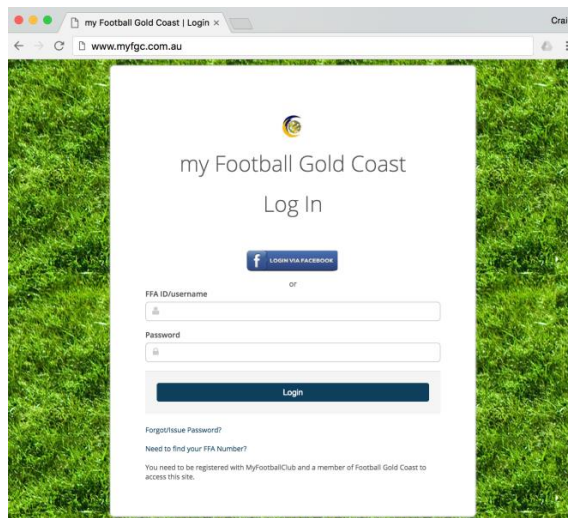 my Football Gold Coast | Login ×
Crai
www.myfgc.com.au
my Football Gold Coast
Log In
f LOGIN VIA FACEBOOK
or
FFA ID/username
Password
Login
Forgot/Issue Password?
Need to find your FFA Number?
You need to be registered with MyFootballClub and a member of Football Gold Coast to
access this site.